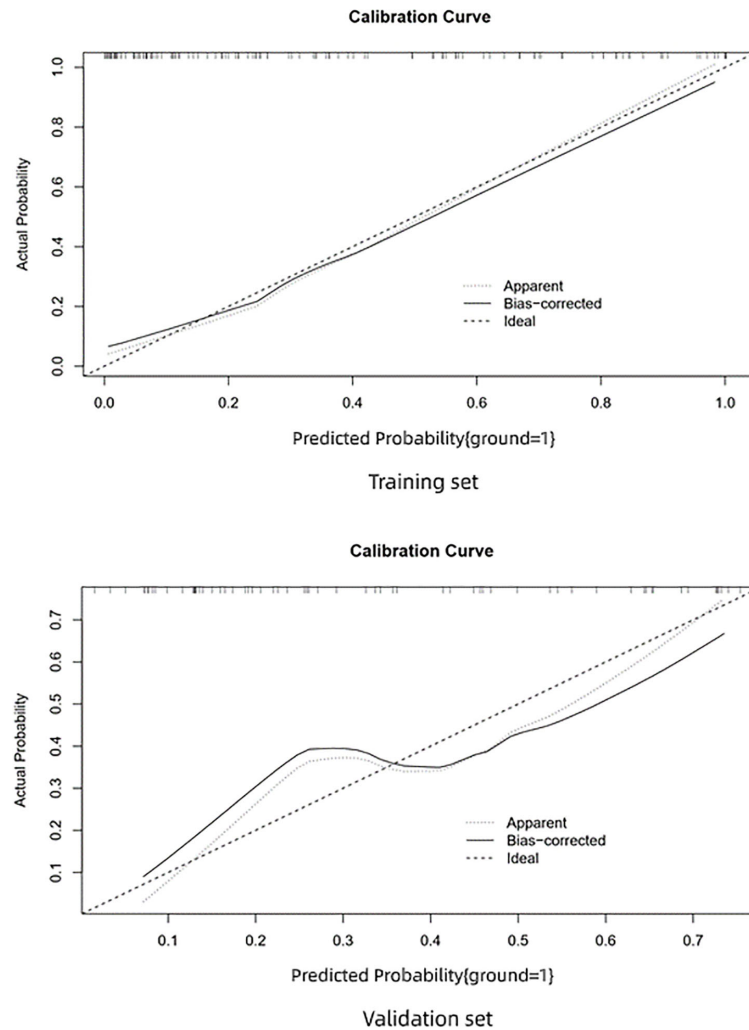 Calibration Curve
1.0
0.8
0.6
0.4
0.2
0.0
Actual Probability
Apparent
Bias-corrected
Ideal
0.0 0.2 0.4 0.6 0.8 1.0
Predicted Probability{ground=1}
Training set
Calibration Curve
0.7
0.6
0.5
0.4
0.3
0.2
0.1
Actual Probability
Apparent
Bias-corrected
Ideal
0.1 0.2 0.3 0.4 0.5 0.6 0.7
Predicted Probability{ground=1}
Validation set